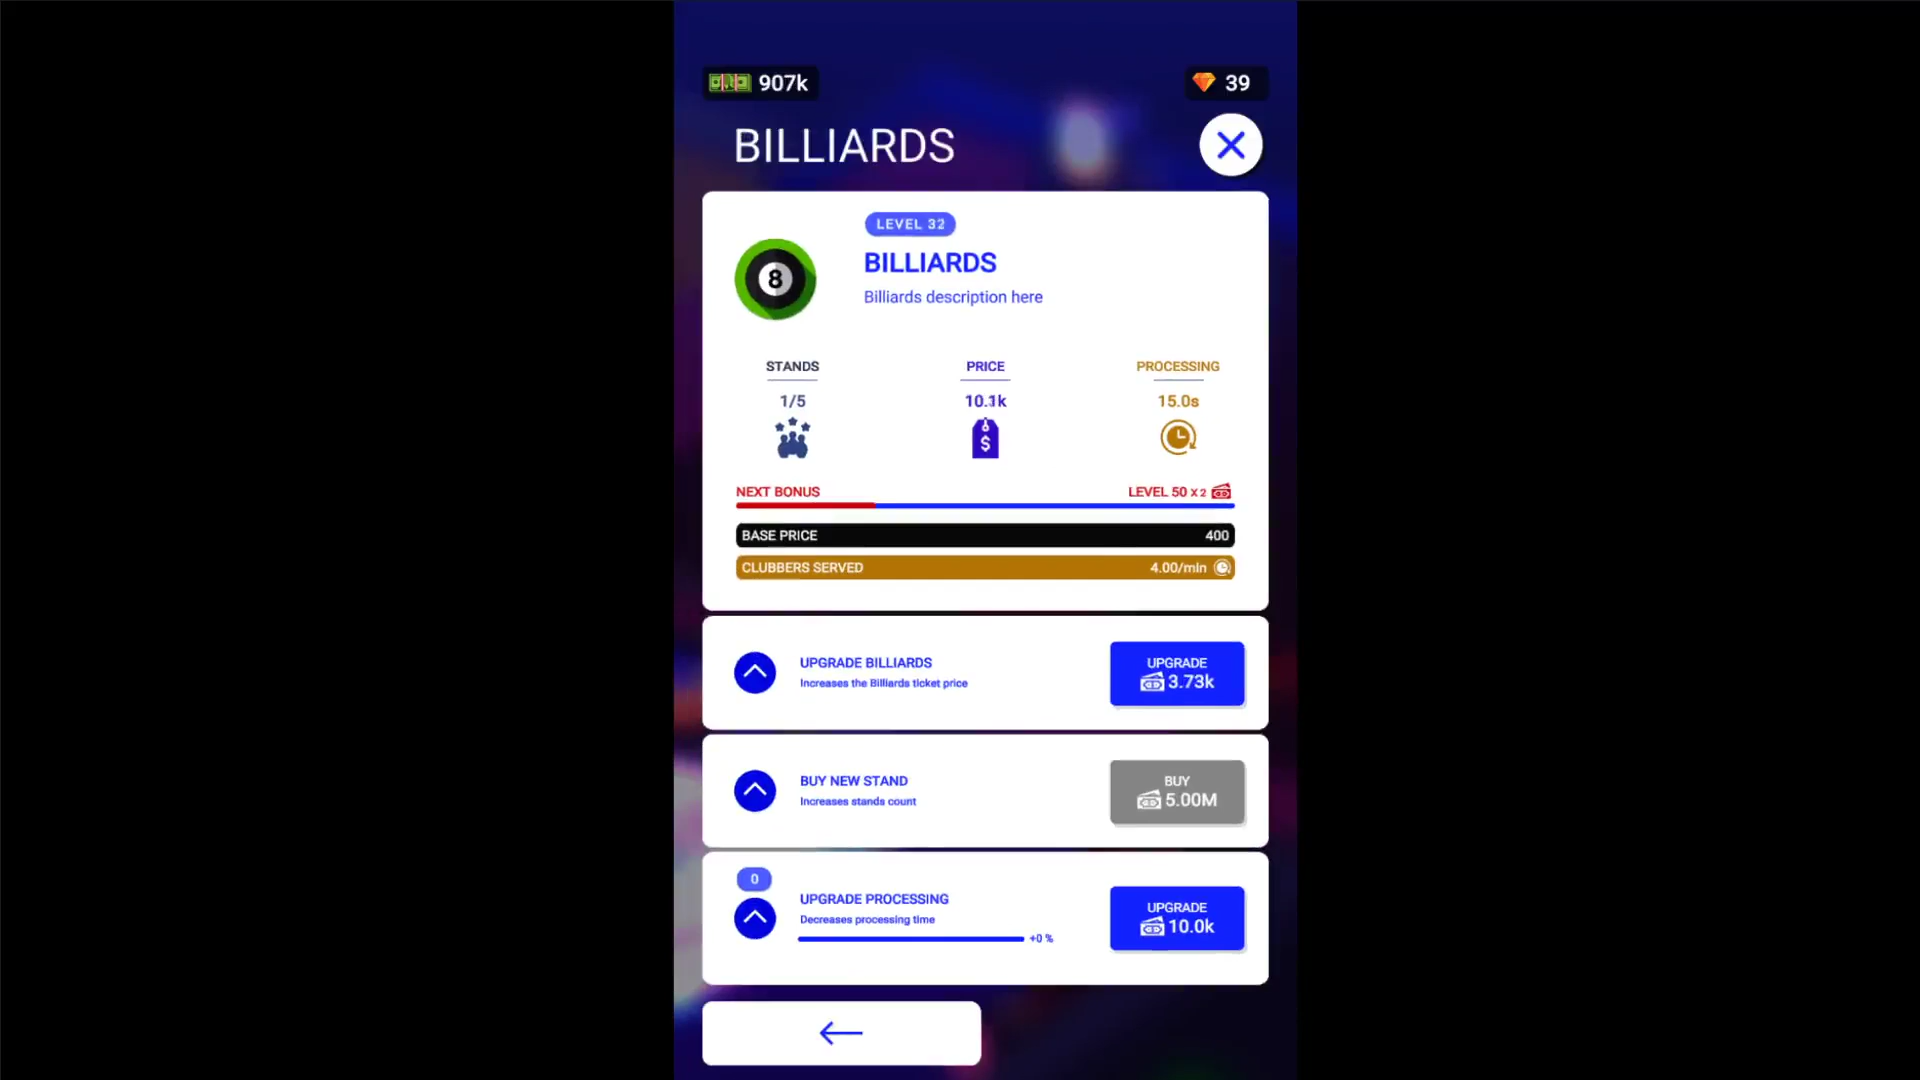 907k
39
BILLIARDS
LEVEL 32
8
BILLIARDS
Billiards description here
STANDS
PRICE
PROCESSING
1/5
10.1k
15.0s
$
NEXT BONUS
LEVEL 50 x 2
BASE PRICE
400
CLUBBERS SERVED
4.00/min
UPGRADE BILLIARDS
Increases the Billiards ticket price
UPGRADE
3.73k
BUY NEW STAND
Increases stands count
BUY
5.00M
0
UPGRADE PROCESSING
Decreases processing time
+0 %
UPGRADE
10.0k